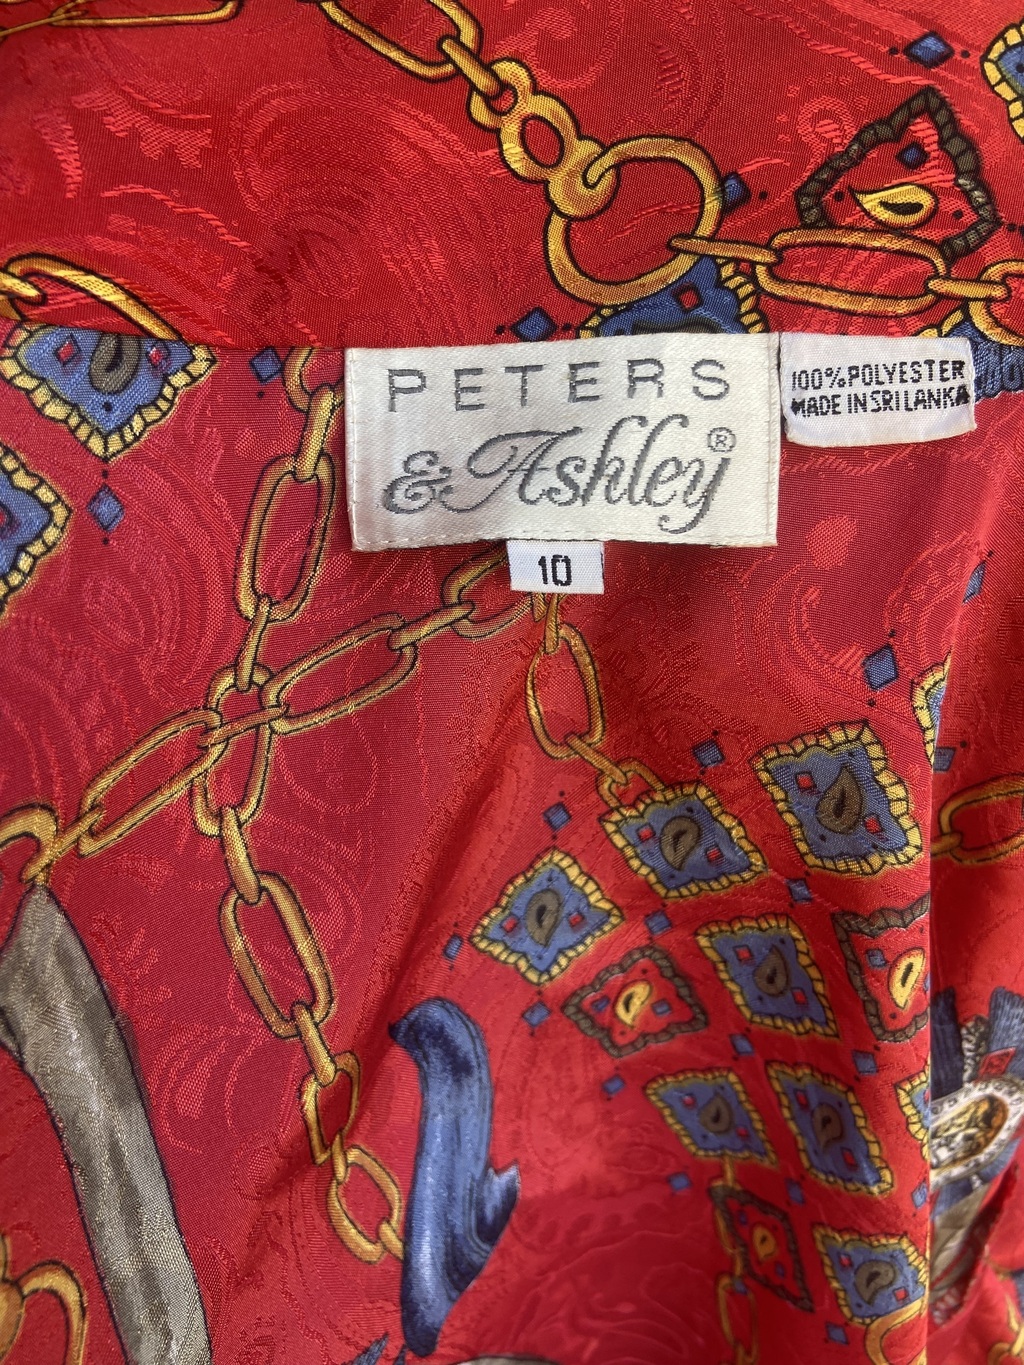 PETERS
& Ashley®
10
100% POLYESTER
MADE IN SRI LANKA